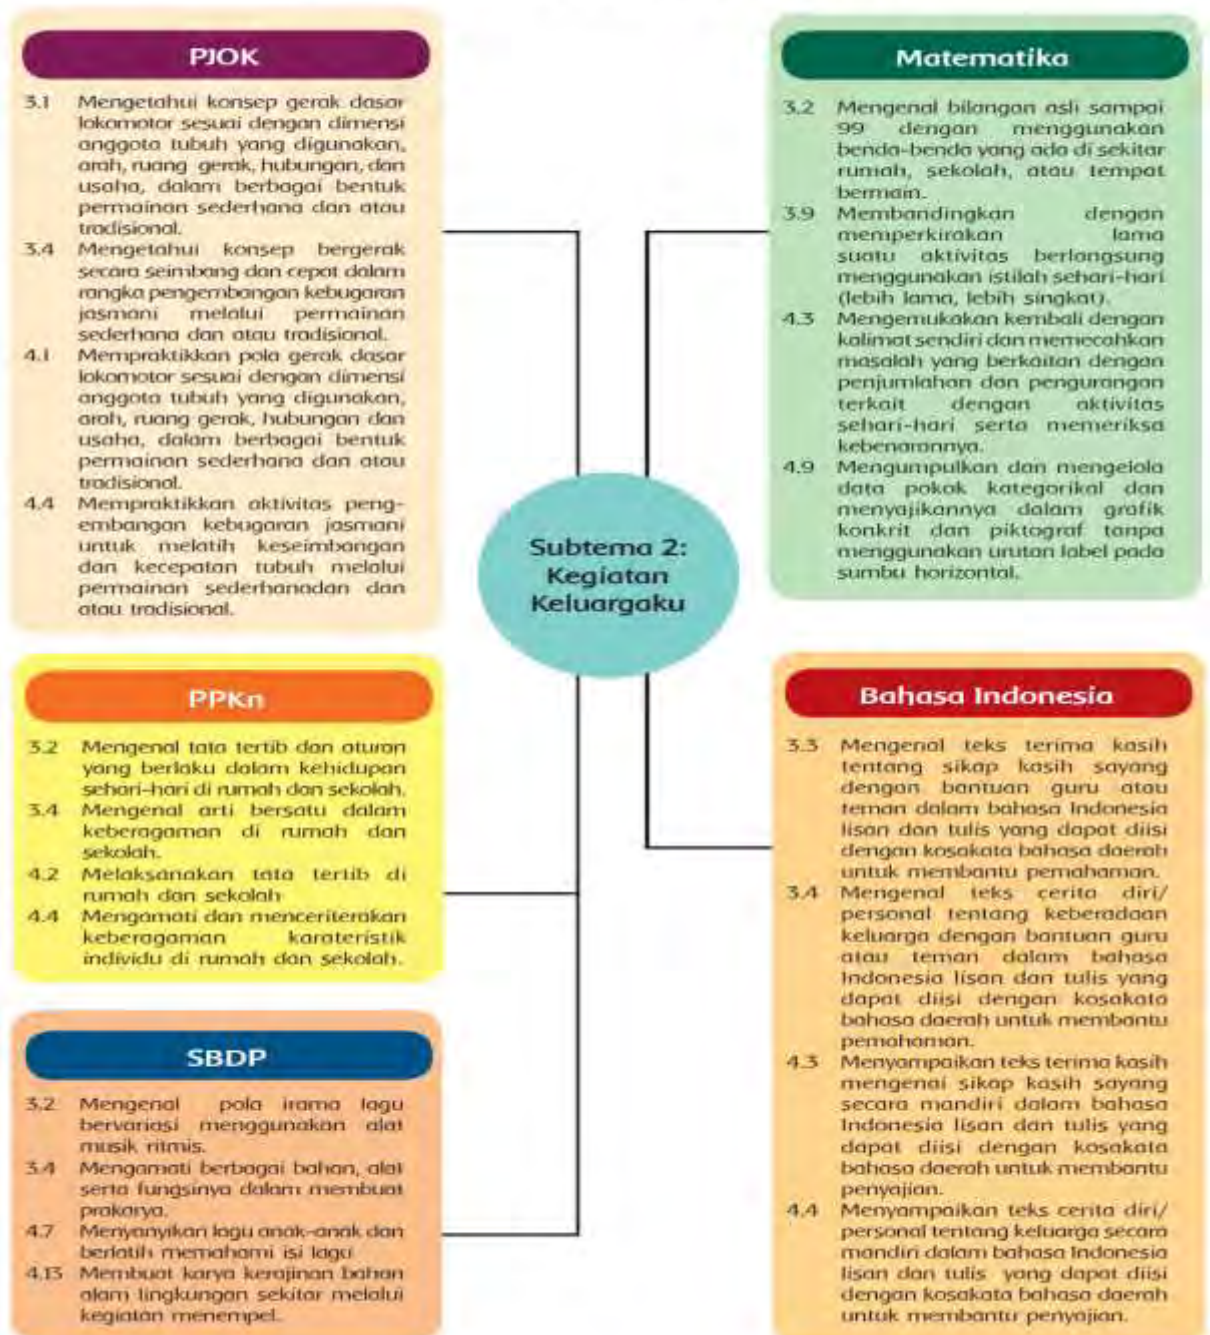 PJOK
3.1 Mengetahui konsep gerak dasar
lokomotor sesuai dengan dimensi
anggota tubuh yang digunakan,
arah, ruang gerak, hubungan, dan
usaha, dalam berbagai bentuk
permainan sederhana dan atau
tradisional.
3.4 Mengetahui konsep bergerak
secara seimbang dan cepat dalam
rangka pengembangan kebugaran
jasmani melalui permainan
sederhana dan atau tradisional.
4.1 Mempraktikkan pola gerak dasar
lokomotor sesuai dengan dimensi
anggota tubuh yang digunakan,
arah, ruang gerak, hubungan dan
usaha, dalam berbagai bentuk
permainan sederhana dan atau
tradisional.
4.4 Mempraktikkan aktivitas peng-
embangan kebugaran jasmani
untuk melatih keseimbangan
dan kecepatan tubuh melalui
permainan sederhanadan dan
atau tradisional.
Matematika
3.2 Mengenal bilangan asli sampai
99 dengan menggunakan
benda-benda yang ada di sekitar
rumah, sekolah, atau tempat
bermain.
3.9 Membandingkan dengan
memperkirakan lama
suatu aktivitas berlangsung
menggunakan istilah sehari-hari
(lebih lama, lebih singkat).
4.3 Mengemukakan kembali dengan
kalimat sendiri dan memecahkan
masalah yang berkaitan dengan
penjumlahan dan pengurangan
terkait dengan aktivitas
sehari-hari serta memeriksa
kebenarannya.
4.9 Mengumpulkan dan mengelola
data pokok kategorikal dan
menyajikannya dalam grafik
konkrit dan piktograf tanpa
menggunakan urutan label pada
sumbu horizontal.
Subtema 2:
Kegiatan
Keluargaku
PPKn
3.2 Mengenal tata tertib dan aturan
yang berlaku dalam kehidupan
sehari-hari di rumah dan sekolah.
3.4 Mengenal arti bersatu dalam
keberagaman di rumah dan
sekolah.
4.2 Melaksanakan tata tertib di
rumah dan sekolah
4.4 Mengamati dan menceriterakan
keberagaman karateristik
individu di rumah dan sekolah.
Bahasa Indonesia
3.3 Mengenal teks terima kasih
tentang sikap kasih sayang
dengan bantuan guru atau
teman dalam bahasa Indonesia
lisan dan tulis yang dapat diisi
dengan kosakata bahasa daerah
untuk membantu pemahaman.
3.4 Mengenal teks cerita diri/
personal tentang keberadaan
keluarga dengan bantuan guru
atau teman dalam bahasa
Indonesia lisan dan tulis yang
dapat diisi dengan kosakata
bahasa daerah untuk membantu
pemahaman.
4.3 Menyampaikan teks terima kasih
mengenai sikap kasih sayang
secara mandiri dalam bahasa
Indonesia lisan dan tulis yang
dapat diisi dengan kosakata
bahasa daerah untuk membantu
penyajian.
4.4 Menyampaikan teks cerita diri/
personal tentang keluarga secara
mandiri dalam bahasa Indonesia
lisan dan tulis yang dapat diisi
dengan kosakata bahasa daerah
untuk membantu penyajian.
SBDP
3.2 Mengenal pola irama lagu
bervariasi menggunakan alat
musik ritmis.
3.4 Mengamati berbagai bahan, alat
serta fungsinya dalam membuat
prakarya.
4.7 Menyanyikan lagu anak-anak dan
berlatih memahami isi lagu
4.13 Membuat karya kerajinan bahan
alam lingkungan sekitar melalui
kegiatan menempel.